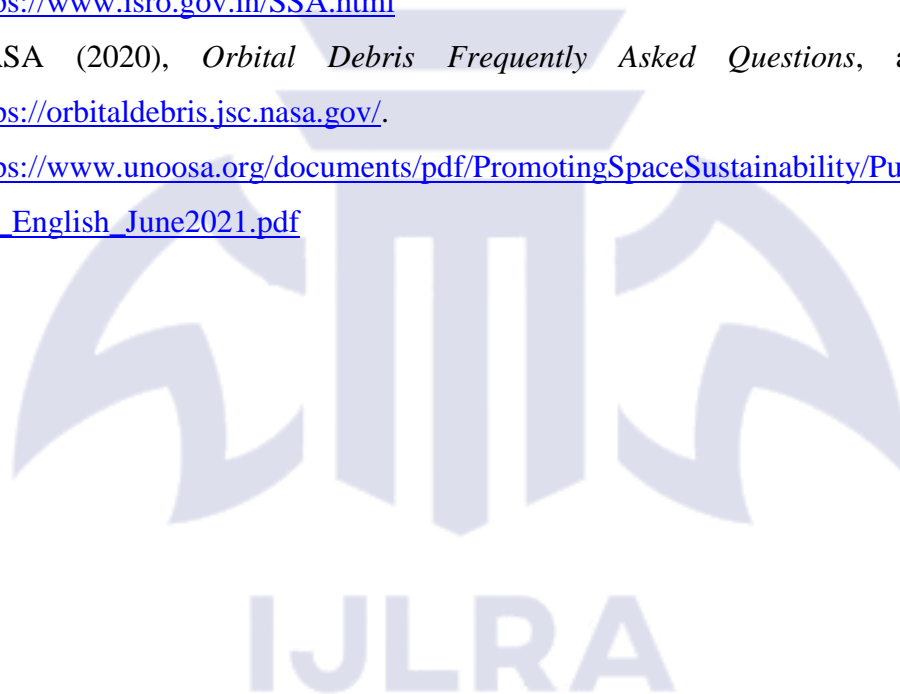 ps://www.isro.gov.in/SSA.html
ASA (2020), Orbital Debris Frequently Asked Questions, a
ps://orbitaldebris.jsc.nasa.gov/.
ps://www.unoosa.org/documents/pdf/PromotingSpaceSustainability/Pu
_English_June2021.pdf
IJLRA